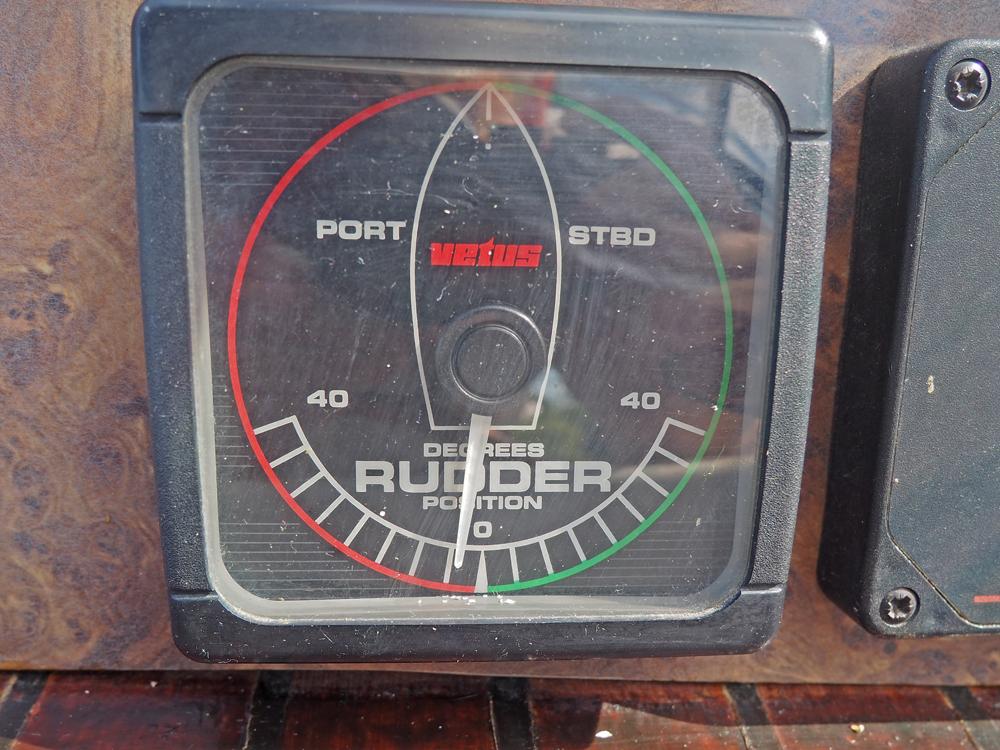 PORT
STBD
vetus
40
40
DEGREES
RUDDER
POSITION
0